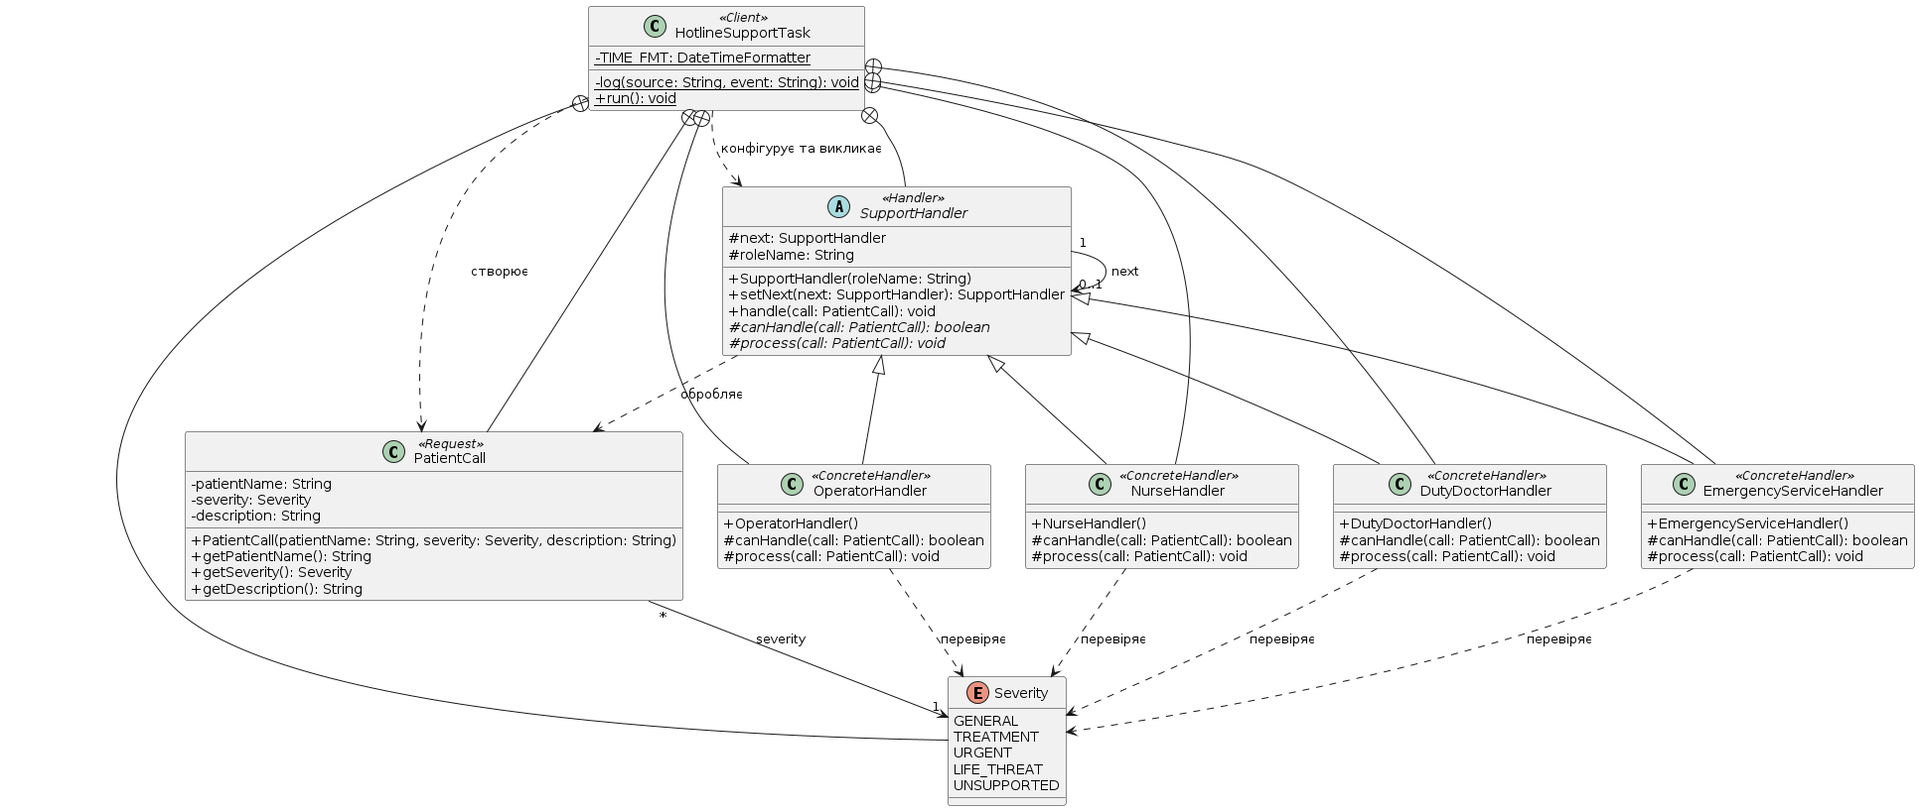 «Client»
C HotlineSupportTask
-TIME_FMT: DateTimeFormatter
-log(source: String, event: String): void
+run(): void
конфігурує та викликає
створює
«Handler»
A SupportHandler
#next: SupportHandler
#roleName: String
+SupportHandler(roleName: String)
+setNext(next: SupportHandler): SupportHandler
+handle(call: PatientCall): void
#canHandle(call: PatientCall): boolean
#process(call: PatientCall): void
1
next
0..1
обробляє
«Request»
C PatientCall
-patientName: String
-severity: Severity
-description: String
+PatientCall(patientName: String, severity: Severity, description: String)
+getPatientName(): String
+getSeverity(): Severity
+getDescription(): String
«ConcreteHandler»
C OperatorHandler
+OperatorHandler()
#canHandle(call: PatientCall): boolean
#process(call: PatientCall): void
«ConcreteHandler»
C NurseHandler
+NurseHandler()
#canHandle(call: PatientCall): boolean
#process(call: PatientCall): void
«ConcreteHandler»
C DutyDoctorHandler
+DutyDoctorHandler()
#canHandle(call: PatientCall): boolean
#process(call: PatientCall): void
«ConcreteHandler»
C EmergencyServiceHandler
+EmergencyServiceHandler()
#canHandle(call: PatientCall): boolean
#process(call: PatientCall): void
*
severity
1
перевіряє
перевіряє
перевіряє
перевіряє
E Severity
GENERAL
TREATMENT
URGENT
LIFE_THREAT
UNSUPPORTED